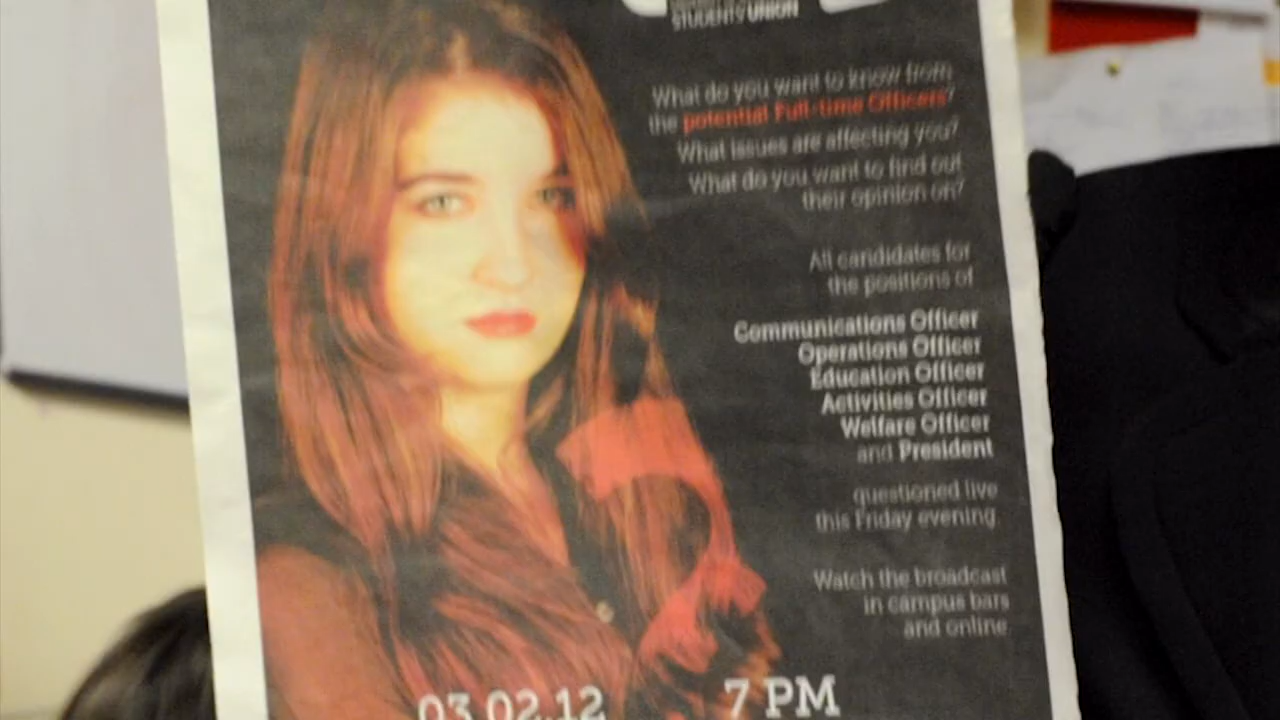 STUDENTS' UNION
What do you want to know from
the potential Full-time Officers?
What issues are affecting you?
What do you want to find out
their opinion on?
All candidates for
the positions of
Communications Officer
Operations Officer
Education Officer
Activities Officer
Welfare Officer
and President
questioned live
this Friday evening.
Watch the broadcast
in campus bars
and online
03.02.12
7 PM